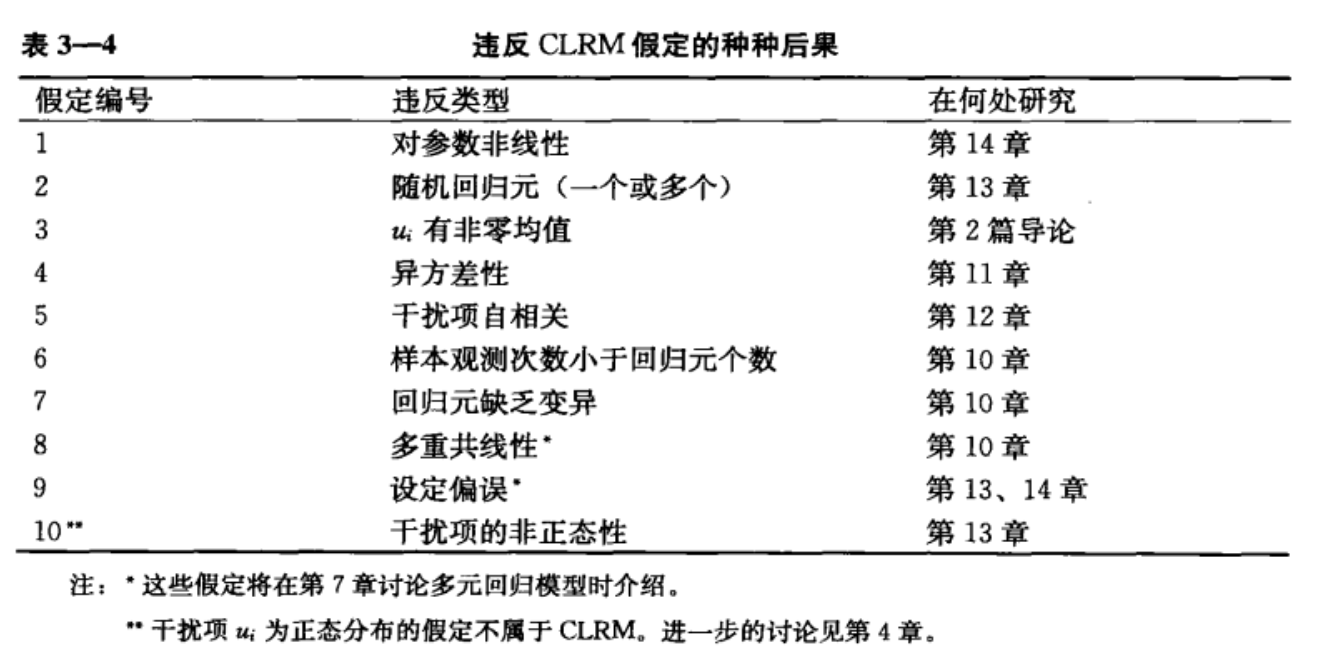 表 3—4 违反 CLRM 假定的种种后果
假定编号 违反类型 在何处研究
1 对参数非线性 第 14 章
2 随机回归元（一个或多个） 第 13 章
3 uᵢ 有非零均值 第 2 篇导论
4 异方差性 第 11 章
5 干扰项自相关 第 12 章
6 样本观测次数小于回归元个数 第 10 章
7 回归元缺乏变异 第 10 章
8 多重共线性* 第 10 章
9 设定偏误* 第 13、14 章
10** 干扰项的非正态性 第 13 章
注：* 这些假定将在第 7 章讨论多元回归模型时介绍。
** 干扰项 uᵢ 为正态分布的假定不属于 CLRM。进一步的讨论见第 4 章。